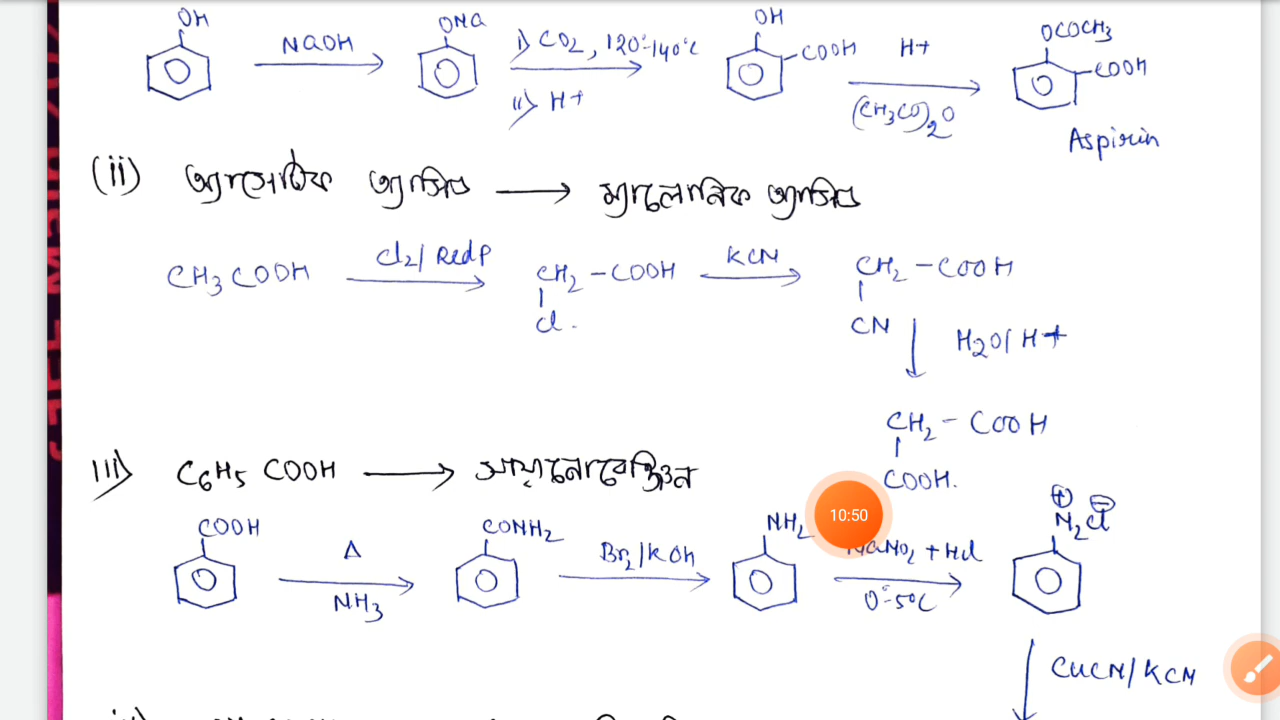 OH
NaOH
ONa
i) CO2, 120°-140°C
ii) H+
OH
-COOH
H+
(CH3CO)2O
OCOCH3
-COOH
Aspirin
(ii) অ্যাসেটিক অ্যাসিড ⟶ ম্যালোনিক অ্যাসিড
CH3COOH
Cl2/ Red P
CH2-COOH
Cl.
KCN
CH2-COOH
CN
H2O/H+
CH2-COOH
COOH.
III) C6H5COOH ⟶ সায়ানোবেঞ্জিন
COOH
Δ
NH3
CONH2
Br2/KOH
NH2
10:50
NaNO2 + HCl
0°-5°C
⊕ ⊖
N2Cl
CuCN/KCN